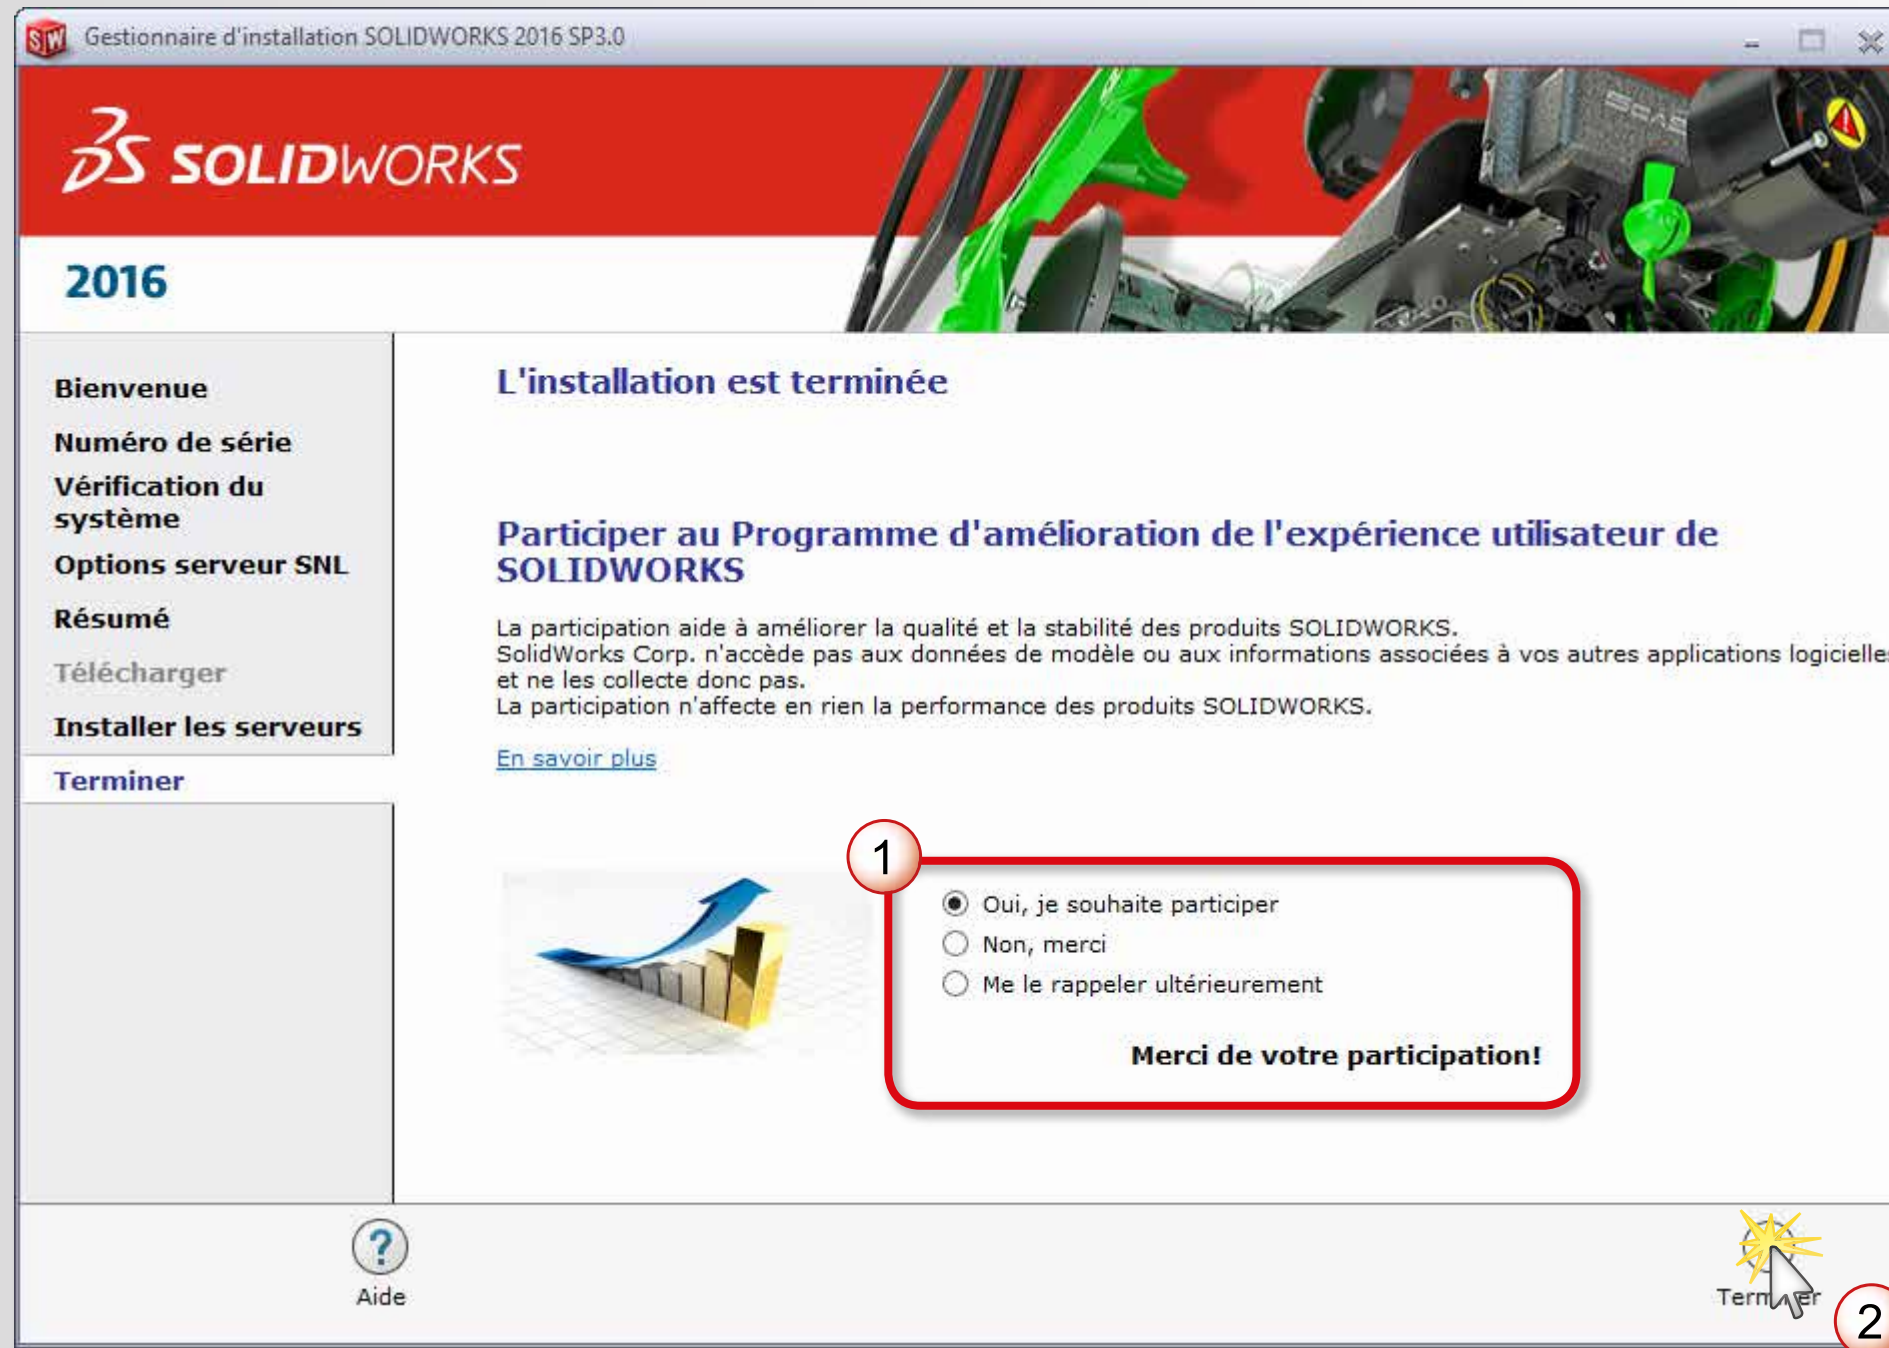 Gestionnaire d'installation SOLIDWORKS 2016 SP3.0
SOLIDWORKS
2016
Bienvenue
Numéro de série
Vérification du
système
Options serveur SNL
Résumé
Télécharger
Installer les serveurs
Terminer
L'installation est terminée
Participer au Programme d'amélioration de l'expérience utilisateur de
SOLIDWORKS
La participation aide à améliorer la qualité et la stabilité des produits SOLIDWORKS.
SolidWorks Corp. n'accède pas aux données de modèle ou aux informations associées à vos autres applications logicielles
et ne les collecte donc pas.
La participation n'affecte en rien la performance des produits SOLIDWORKS.
En savoir plus
1
Oui, je souhaite participer
Non, merci
Me le rappeler ultérieurement
Merci de votre participation!
?
Aide
Terminer
2